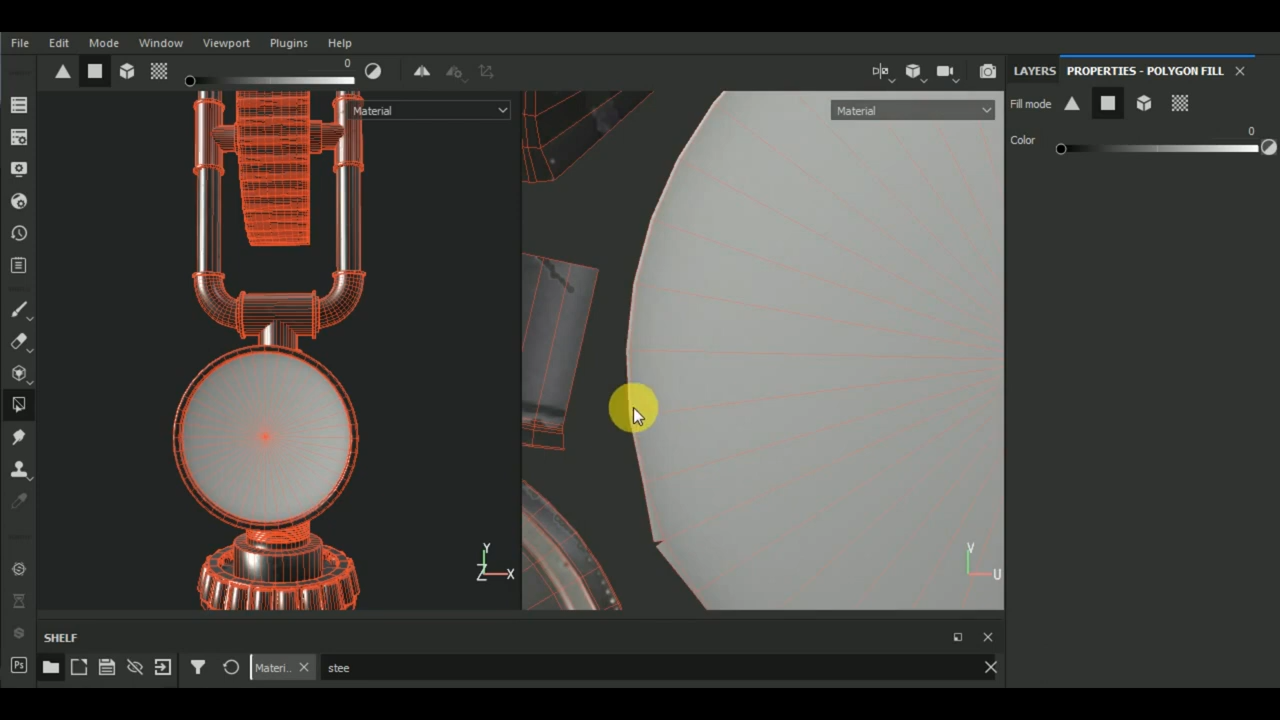 File Edit Mode Window Viewport Plugins Help
0
LAYERS PROPERTIES - POLYGON FILL
Material
Material
Fill mode
0
Color
Y
Z X
V
U
SHELF
Ps
Materi..
stee